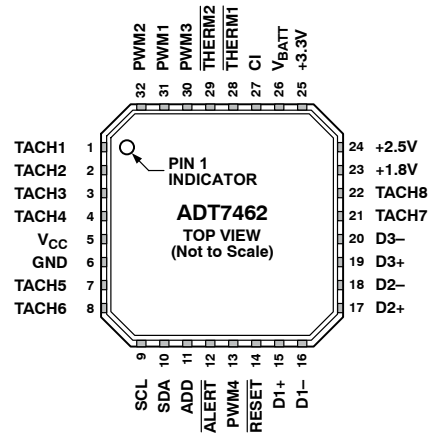 PWM2
PWM1
PWM3
THERM2
THERM1
CI
VBATT
+3.3V
32
31
30
29
28
27
26
25
TACH1 1
TACH2 2
TACH3 3
TACH4 4
VCC 5
GND 6
TACH5 7
TACH6 8
PIN 1
INDICATOR
ADT7462
TOP VIEW
(Not to Scale)
24 +2.5V
23 +1.8V
22 TACH8
21 TACH7
20 D3–
19 D3+
18 D2–
17 D2+
9
10
11
12
13
14
15
16
SCL
SDA
ADD
ALERT
PWM4
RESET
D1+
D1–